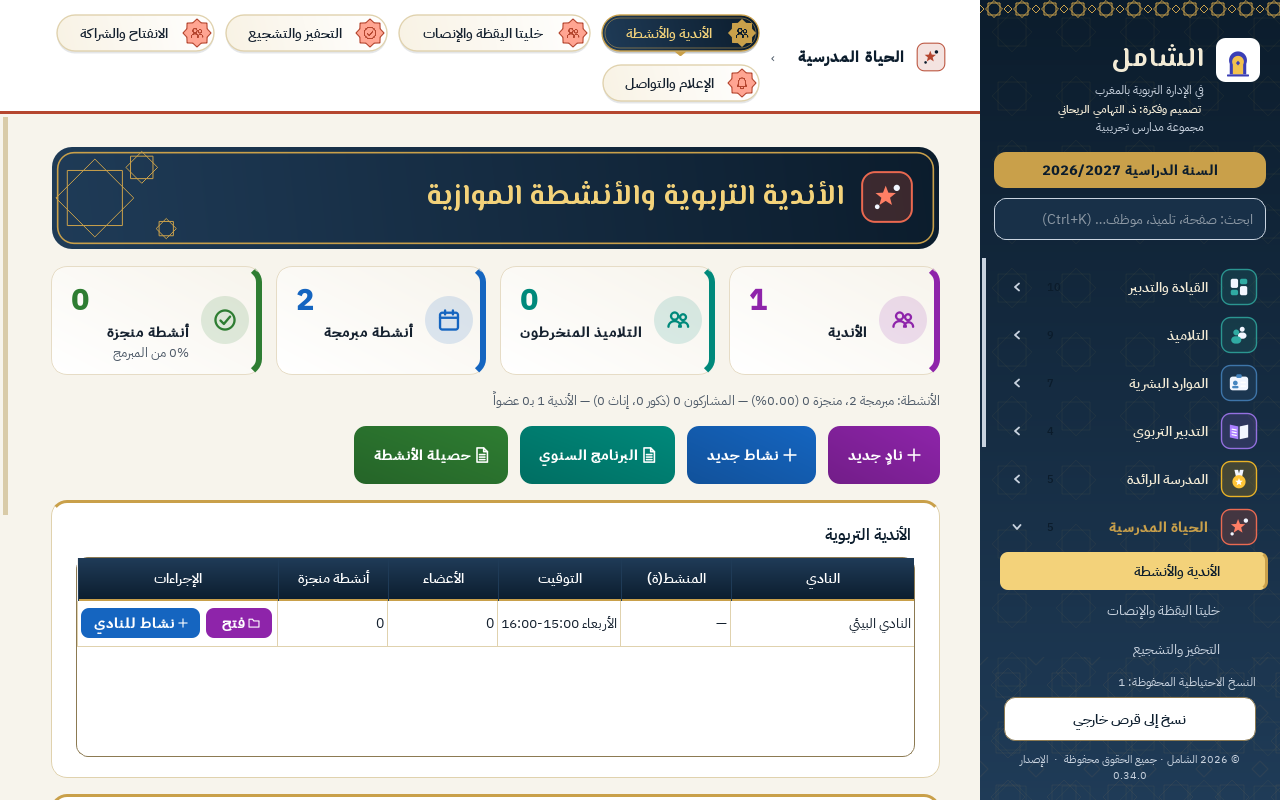 الشامل
في الإدارة التربوية بالمغرب
تصميم وفكرة: ذ. التهامي الريحاني
مجموعة مدارس تجريبية
السنة الدراسية 2026/2027
ابحث: صفحة، تلميذ، موظف... (Ctrl+K)
القيادة والتدبير 10
التلاميذ 9
الموارد البشرية 7
التدبير التربوي 4
المدرسة الرائدة 5
الحياة المدرسية 5
الأندية والأنشطة
خليتا اليقظة والإنصات
التحفيز والتشجيع
النسخ الاحتياطية المحفوظة: 1
نسخ إلى قرص خارجي
© 2026 الشامل · جميع الحقوق محفوظة · الإصدار
0.34.0
الحياة المدرسية ‹
الأندية والأنشطة
خليتا اليقظة والإنصات
التحفيز والتشجيع
الانفتاح والشراكة
الإعلام والتواصل
الأندية التربوية والأنشطة الموازية
1
الأندية
0
التلاميذ المنخرطون
2
أنشطة مبرمجة
0
أنشطة منجزة
0% من المبرمج
الأنشطة: مبرمجة 2، منجزة 0 (0.00%) — المشاركون 0 (ذكور 0، إناث 0) — الأندية 1 بـ0 عضواً
نادٍ جديد
نشاط جديد
البرنامج السنوي
حصيلة الأنشطة
الأندية التربوية
النادي المنشط(ة) التوقيت الأعضاء أنشطة منجزة الإجراءات
النادي البيئي — الأربعاء 15:00-16:00 0 0 فتح نشاط للنادي